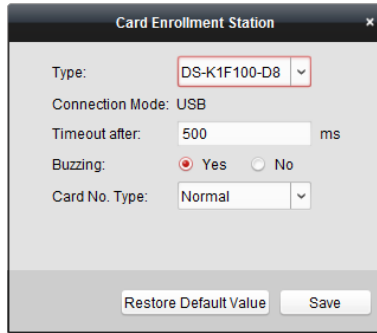 Card Enrollment Station ×
Type: DS-K1F100-D8
Connection Mode: USB
Timeout after: 500 ms
Buzzing: Yes No
Card No. Type: Normal
Restore Default Value Save